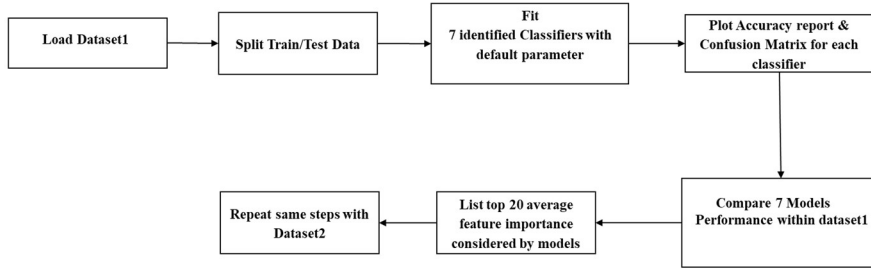 Load Dataset1
Split Train/Test Data
Fit
7 identified Classifiers with
default parameter
Plot Accuracy report &
Confusion Matrix for each
classifier
Compare 7 Models
Performance within dataset1
List top 20 average
feature importance
considered by models
Repeat same steps with
Dataset2